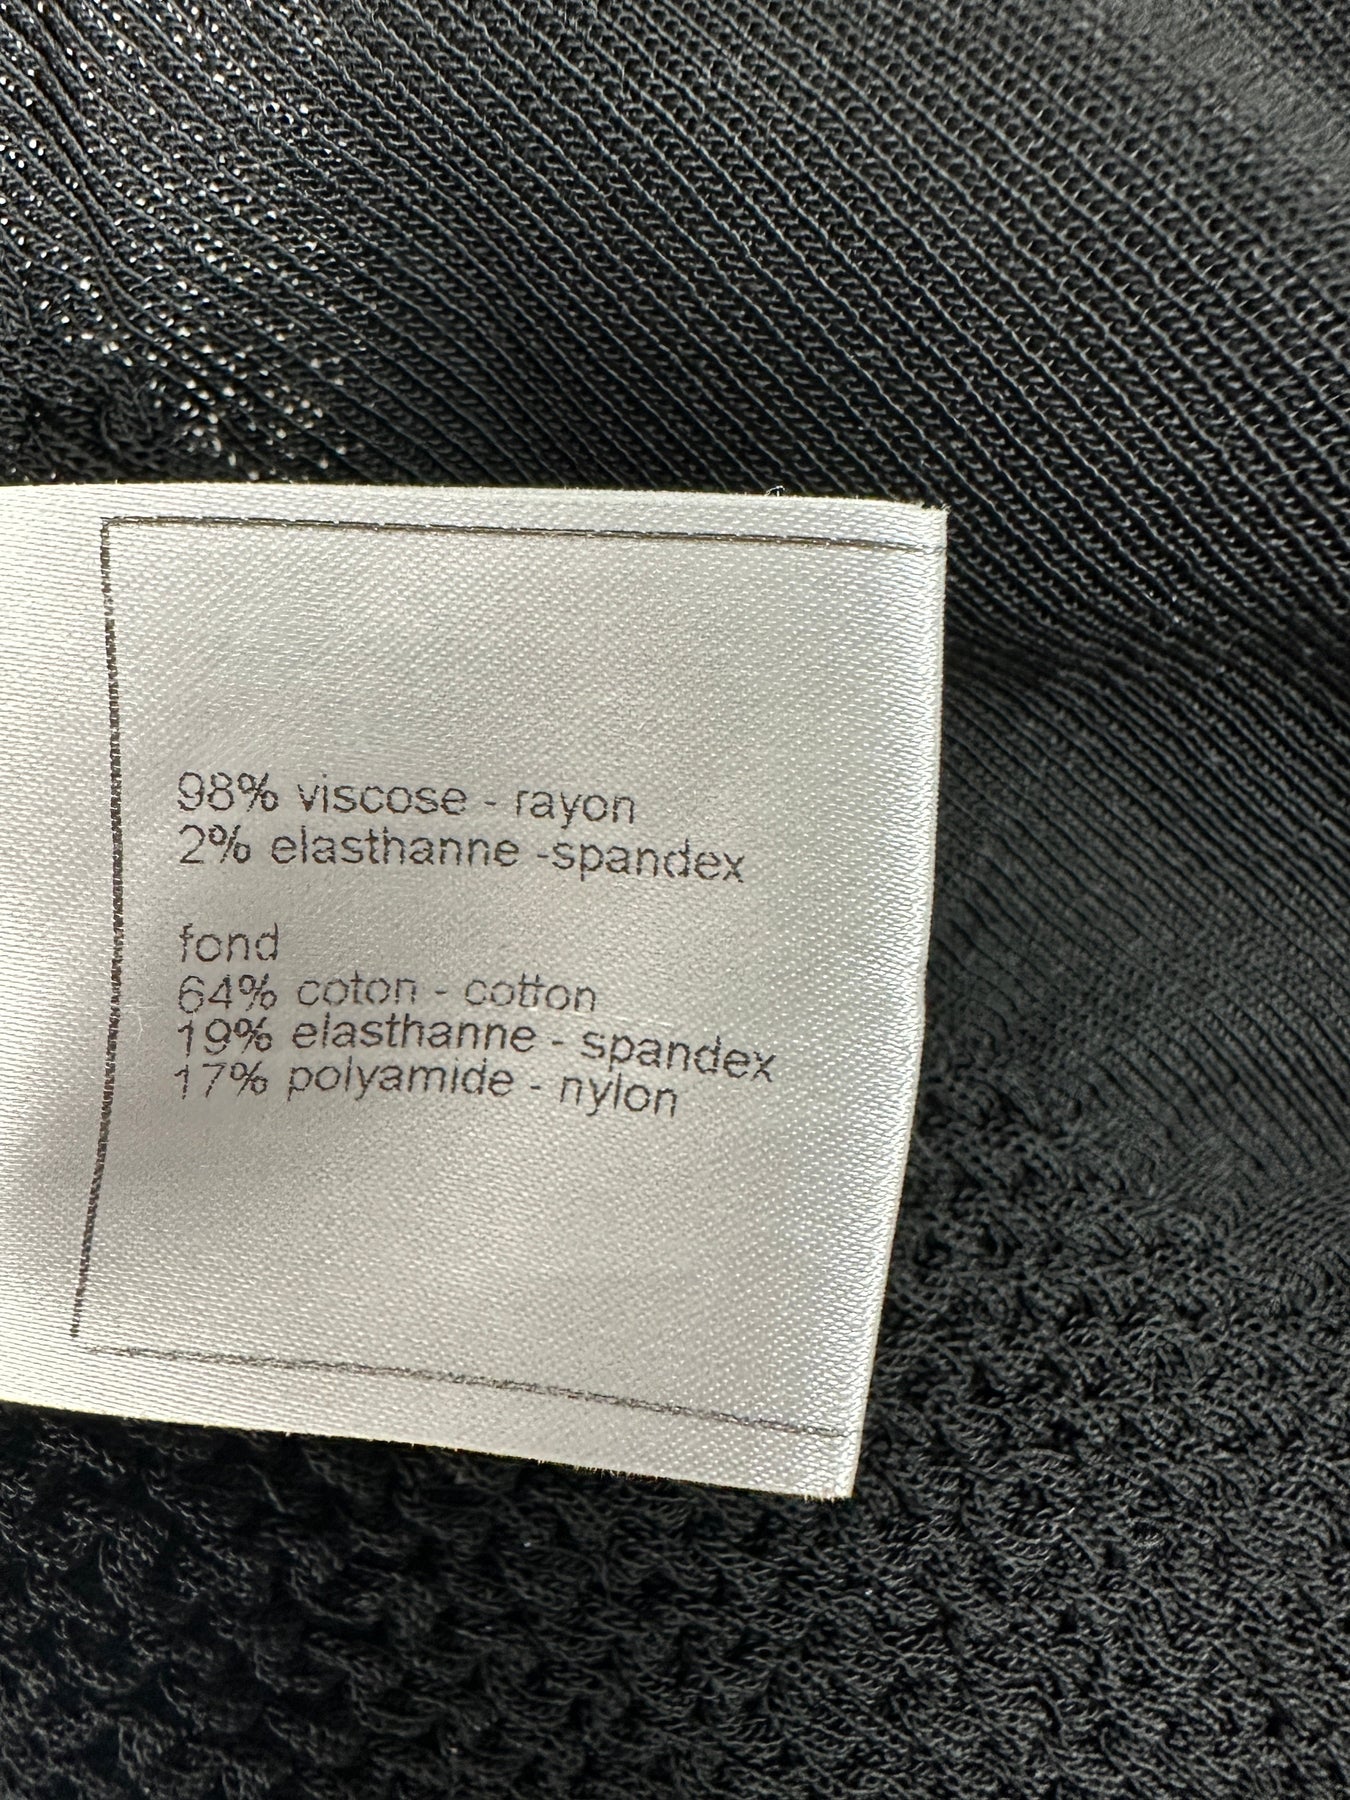 98% viscose - rayon
2% elasthanne -spandex
fond
64% coton - cotton
19% elasthanne - spandex
17% polyamide - nylon